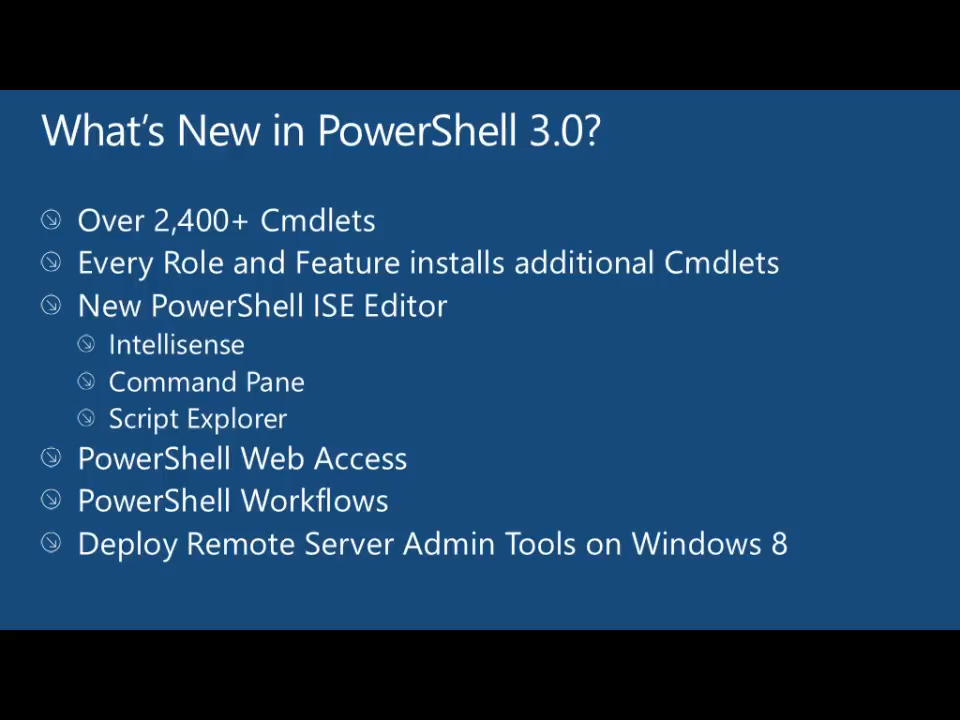 What's New in PowerShell 3.0?
Over 2,400+ Cmdlets
Every Role and Feature installs additional Cmdlets
New PowerShell ISE Editor
Intellisense
Command Pane
Script Explorer
PowerShell Web Access
PowerShell Workflows
Deploy Remote Server Admin Tools on Windows 8